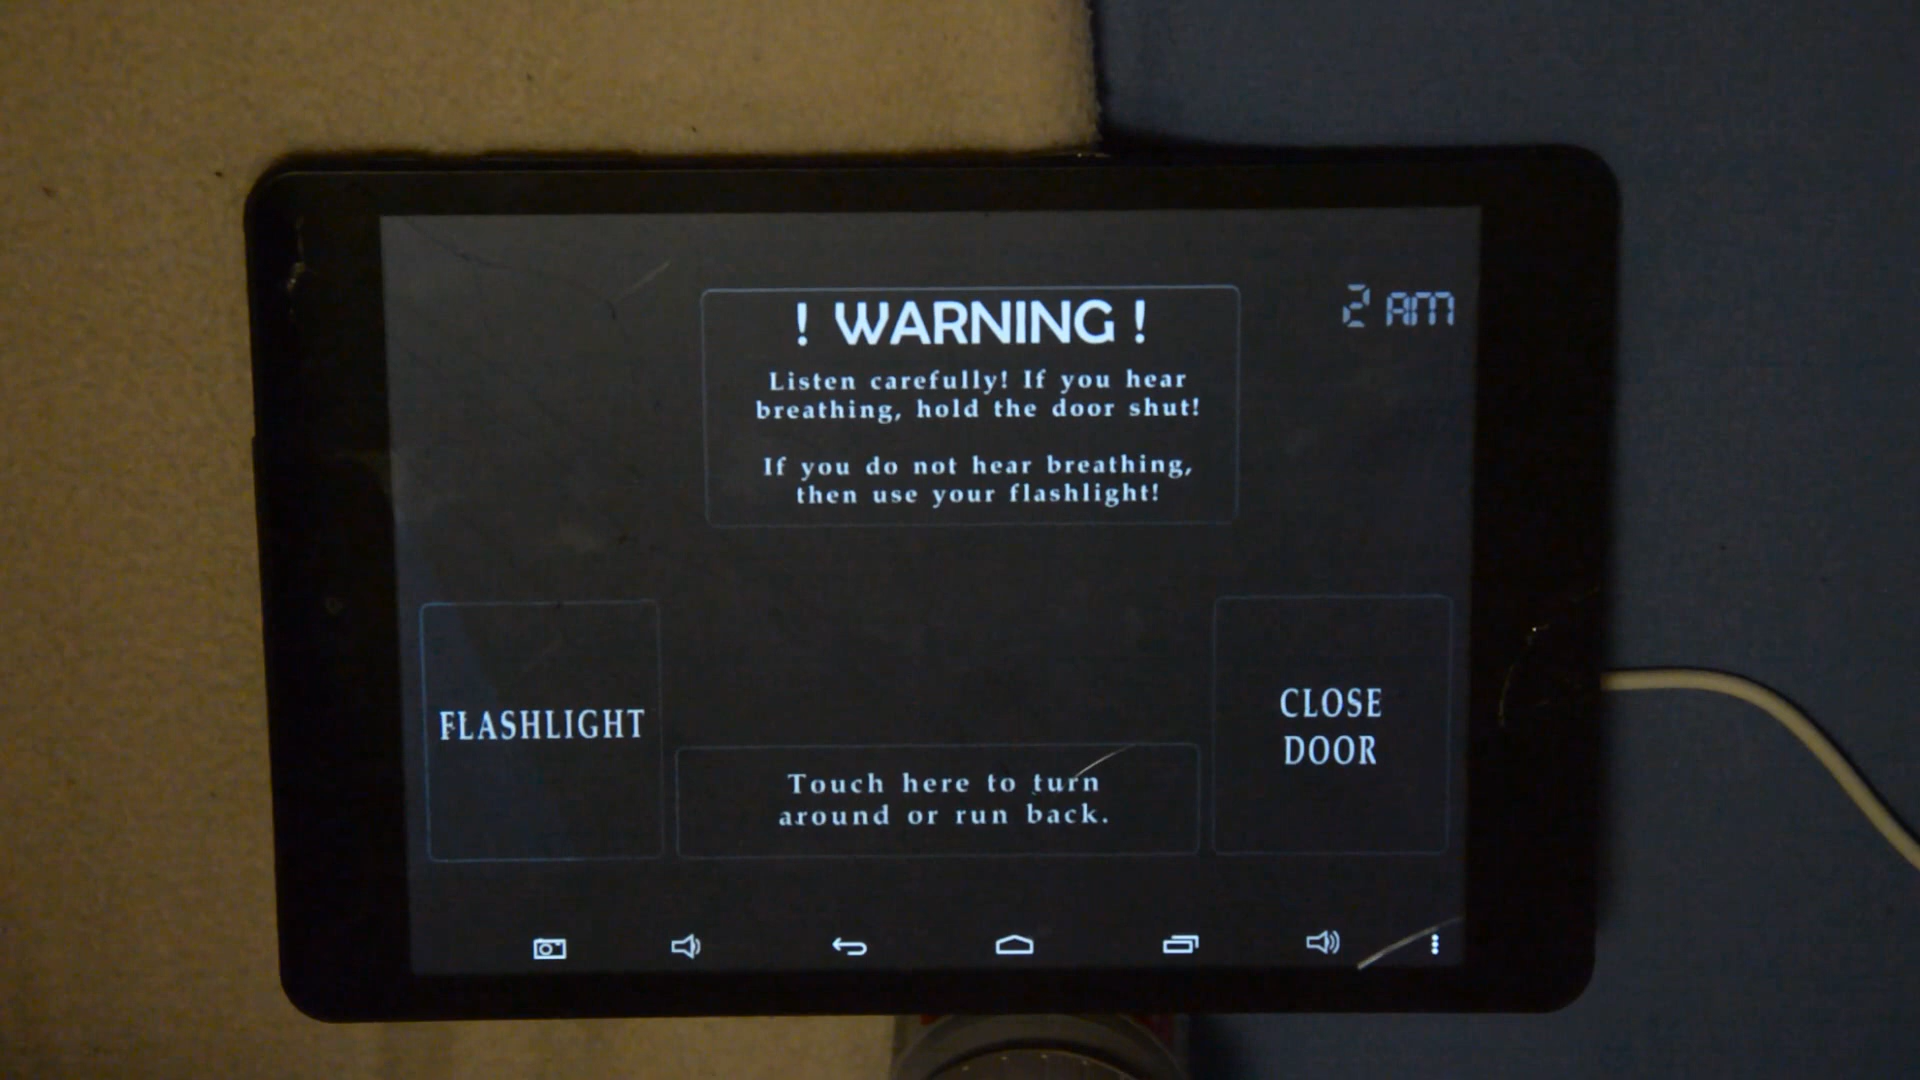 ! WARNING !
2 AM
Listen carefully! If you hear
breathing, hold the door shut!
If you do not hear breathing,
then use your flashlight!
FLASHLIGHT
CLOSE
DOOR
Touch here to turn
around or run back.